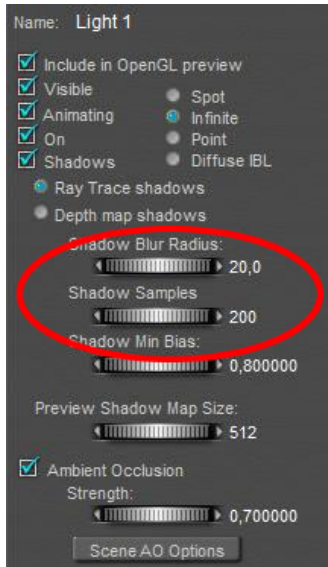 Name: Light 1
Include in OpenGL preview
Visible
Spot
Animating
Infinite
On
Point
Shadows
Diffuse IBL
Ray Trace shadows
Depth map shadows
Shadow Blur Radius:
20,0
Shadow Samples
200
Shadow Min Bias:
0,800000
Preview Shadow Map Size:
512
Ambient Occlusion
Strength:
0,700000
Scene AO Options